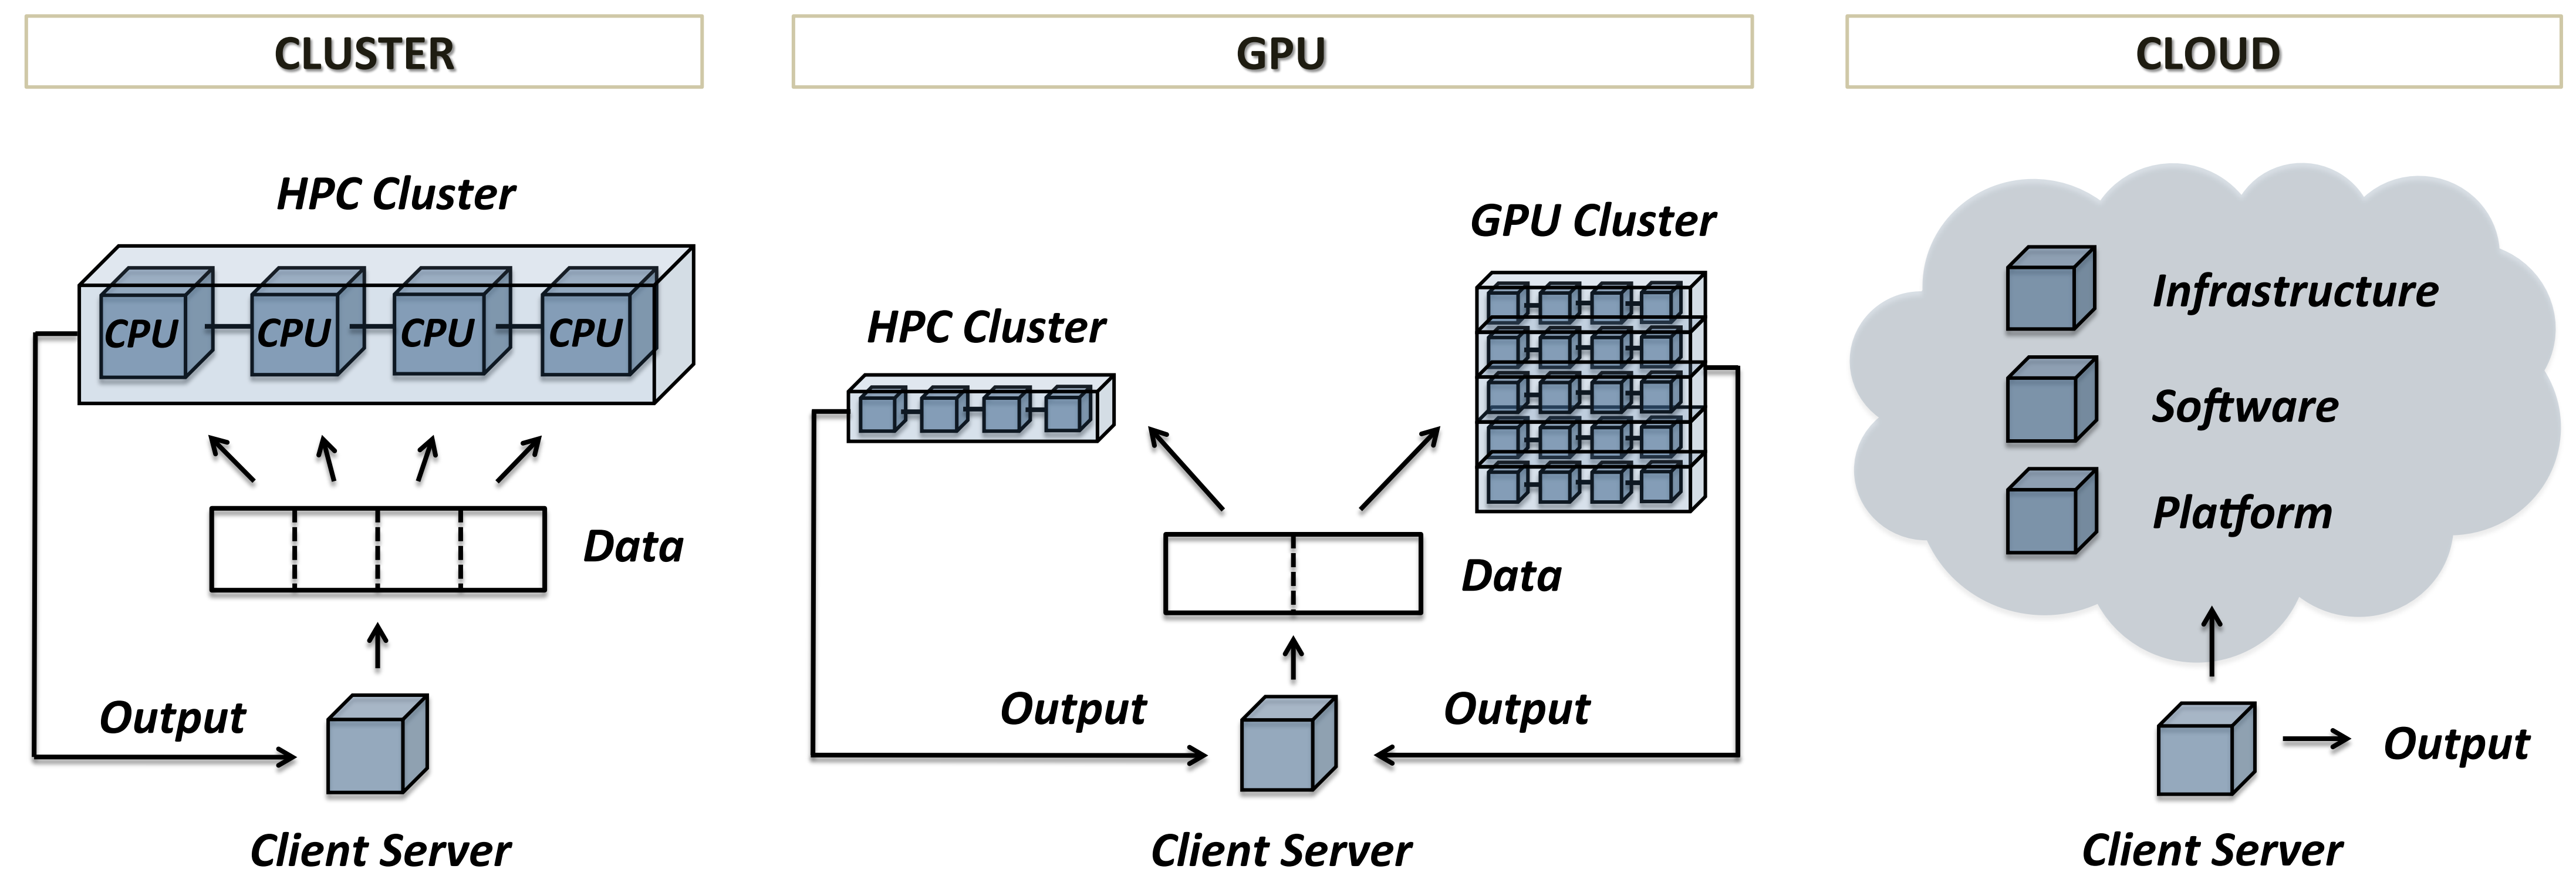 CLUSTER
HPC Cluster
CPU CPU CPU CPU
Data
Output
Client Server
GPU
GPU Cluster
HPC Cluster
Data
Output Output
Client Server
CLOUD
Infrastructure
Software
Platform
Output
Client Server